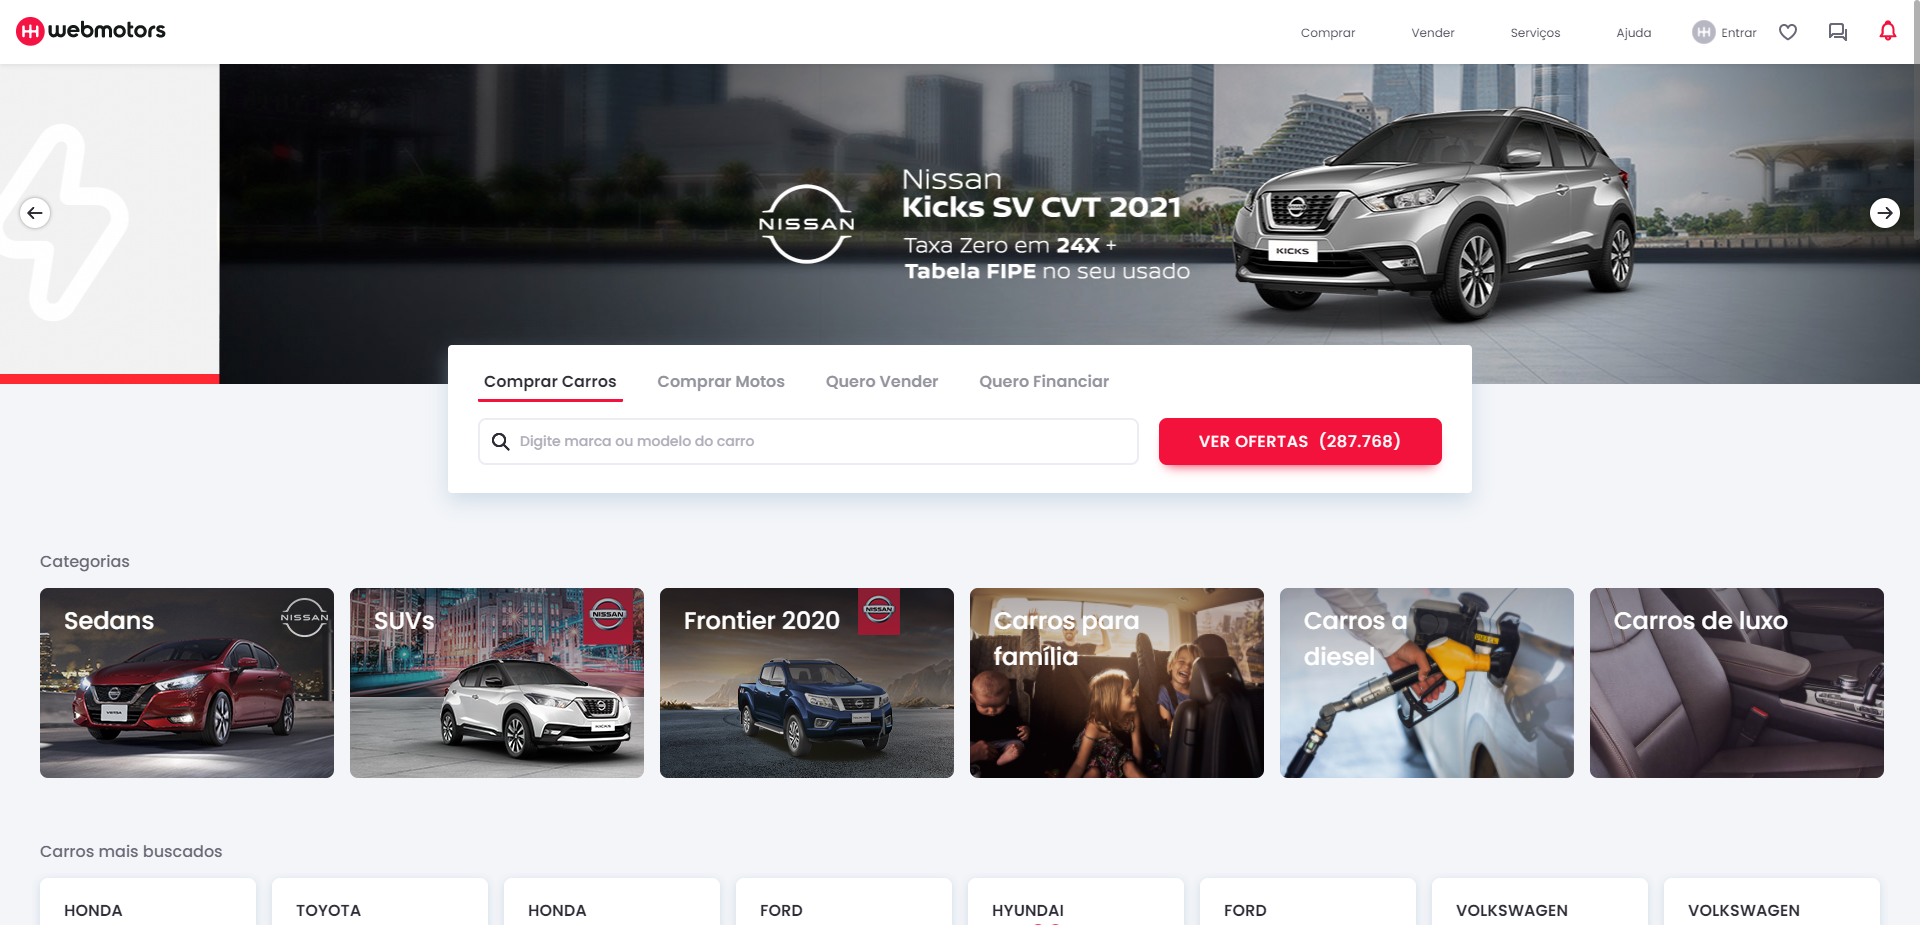 webmotors
Comprar
Vender
Serviços
Ajuda
Entrar
NISSAN
Nissan
Kicks SV CVT 2021
Taxa Zero em 24X +
Tabela FIPE no seu usado
KICKS
Comprar Carros
Comprar Motos
Quero Vender
Quero Financiar
Digite marca ou modelo do carro
VER OFERTAS (287.768)
Categorias
Sedans
NISSAN
VERSA
SUVs
NISSAN
KICKS
Frontier 2020
NISSAN
Carros para
família
Carros a
diesel
Carros de luxo
Carros mais buscados
HONDA
TOYOTA
HONDA
FORD
HYUNDAI
FORD
VOLKSWAGEN
VOLKSWAGEN